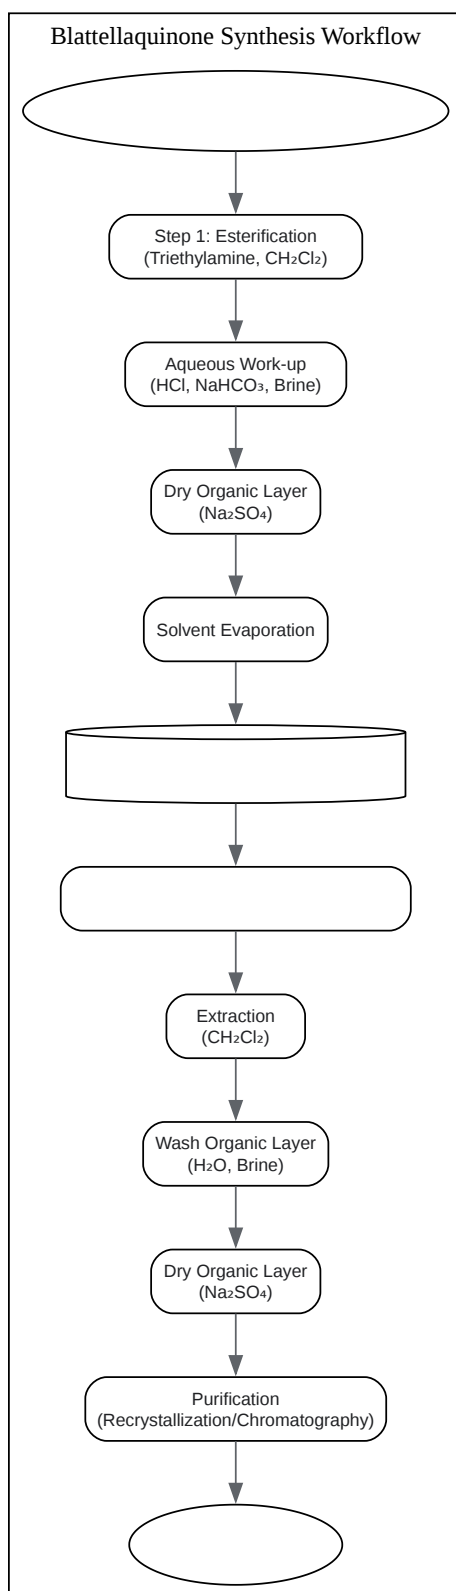 Blattellaquinone Synthesis Workflow
Step 1: Esterification
(Triethylamine, CH₂Cl₂)
Aqueous Work-up
(HCl, NaHCO₃, Brine)
Dry Organic Layer
(Na₂SO₄)
Solvent Evaporation
Extraction
(CH₂Cl₂)
Wash Organic Layer
(H₂O, Brine)
Dry Organic Layer
(Na₂SO₄)
Purification
(Recrystallization/Chromatography)